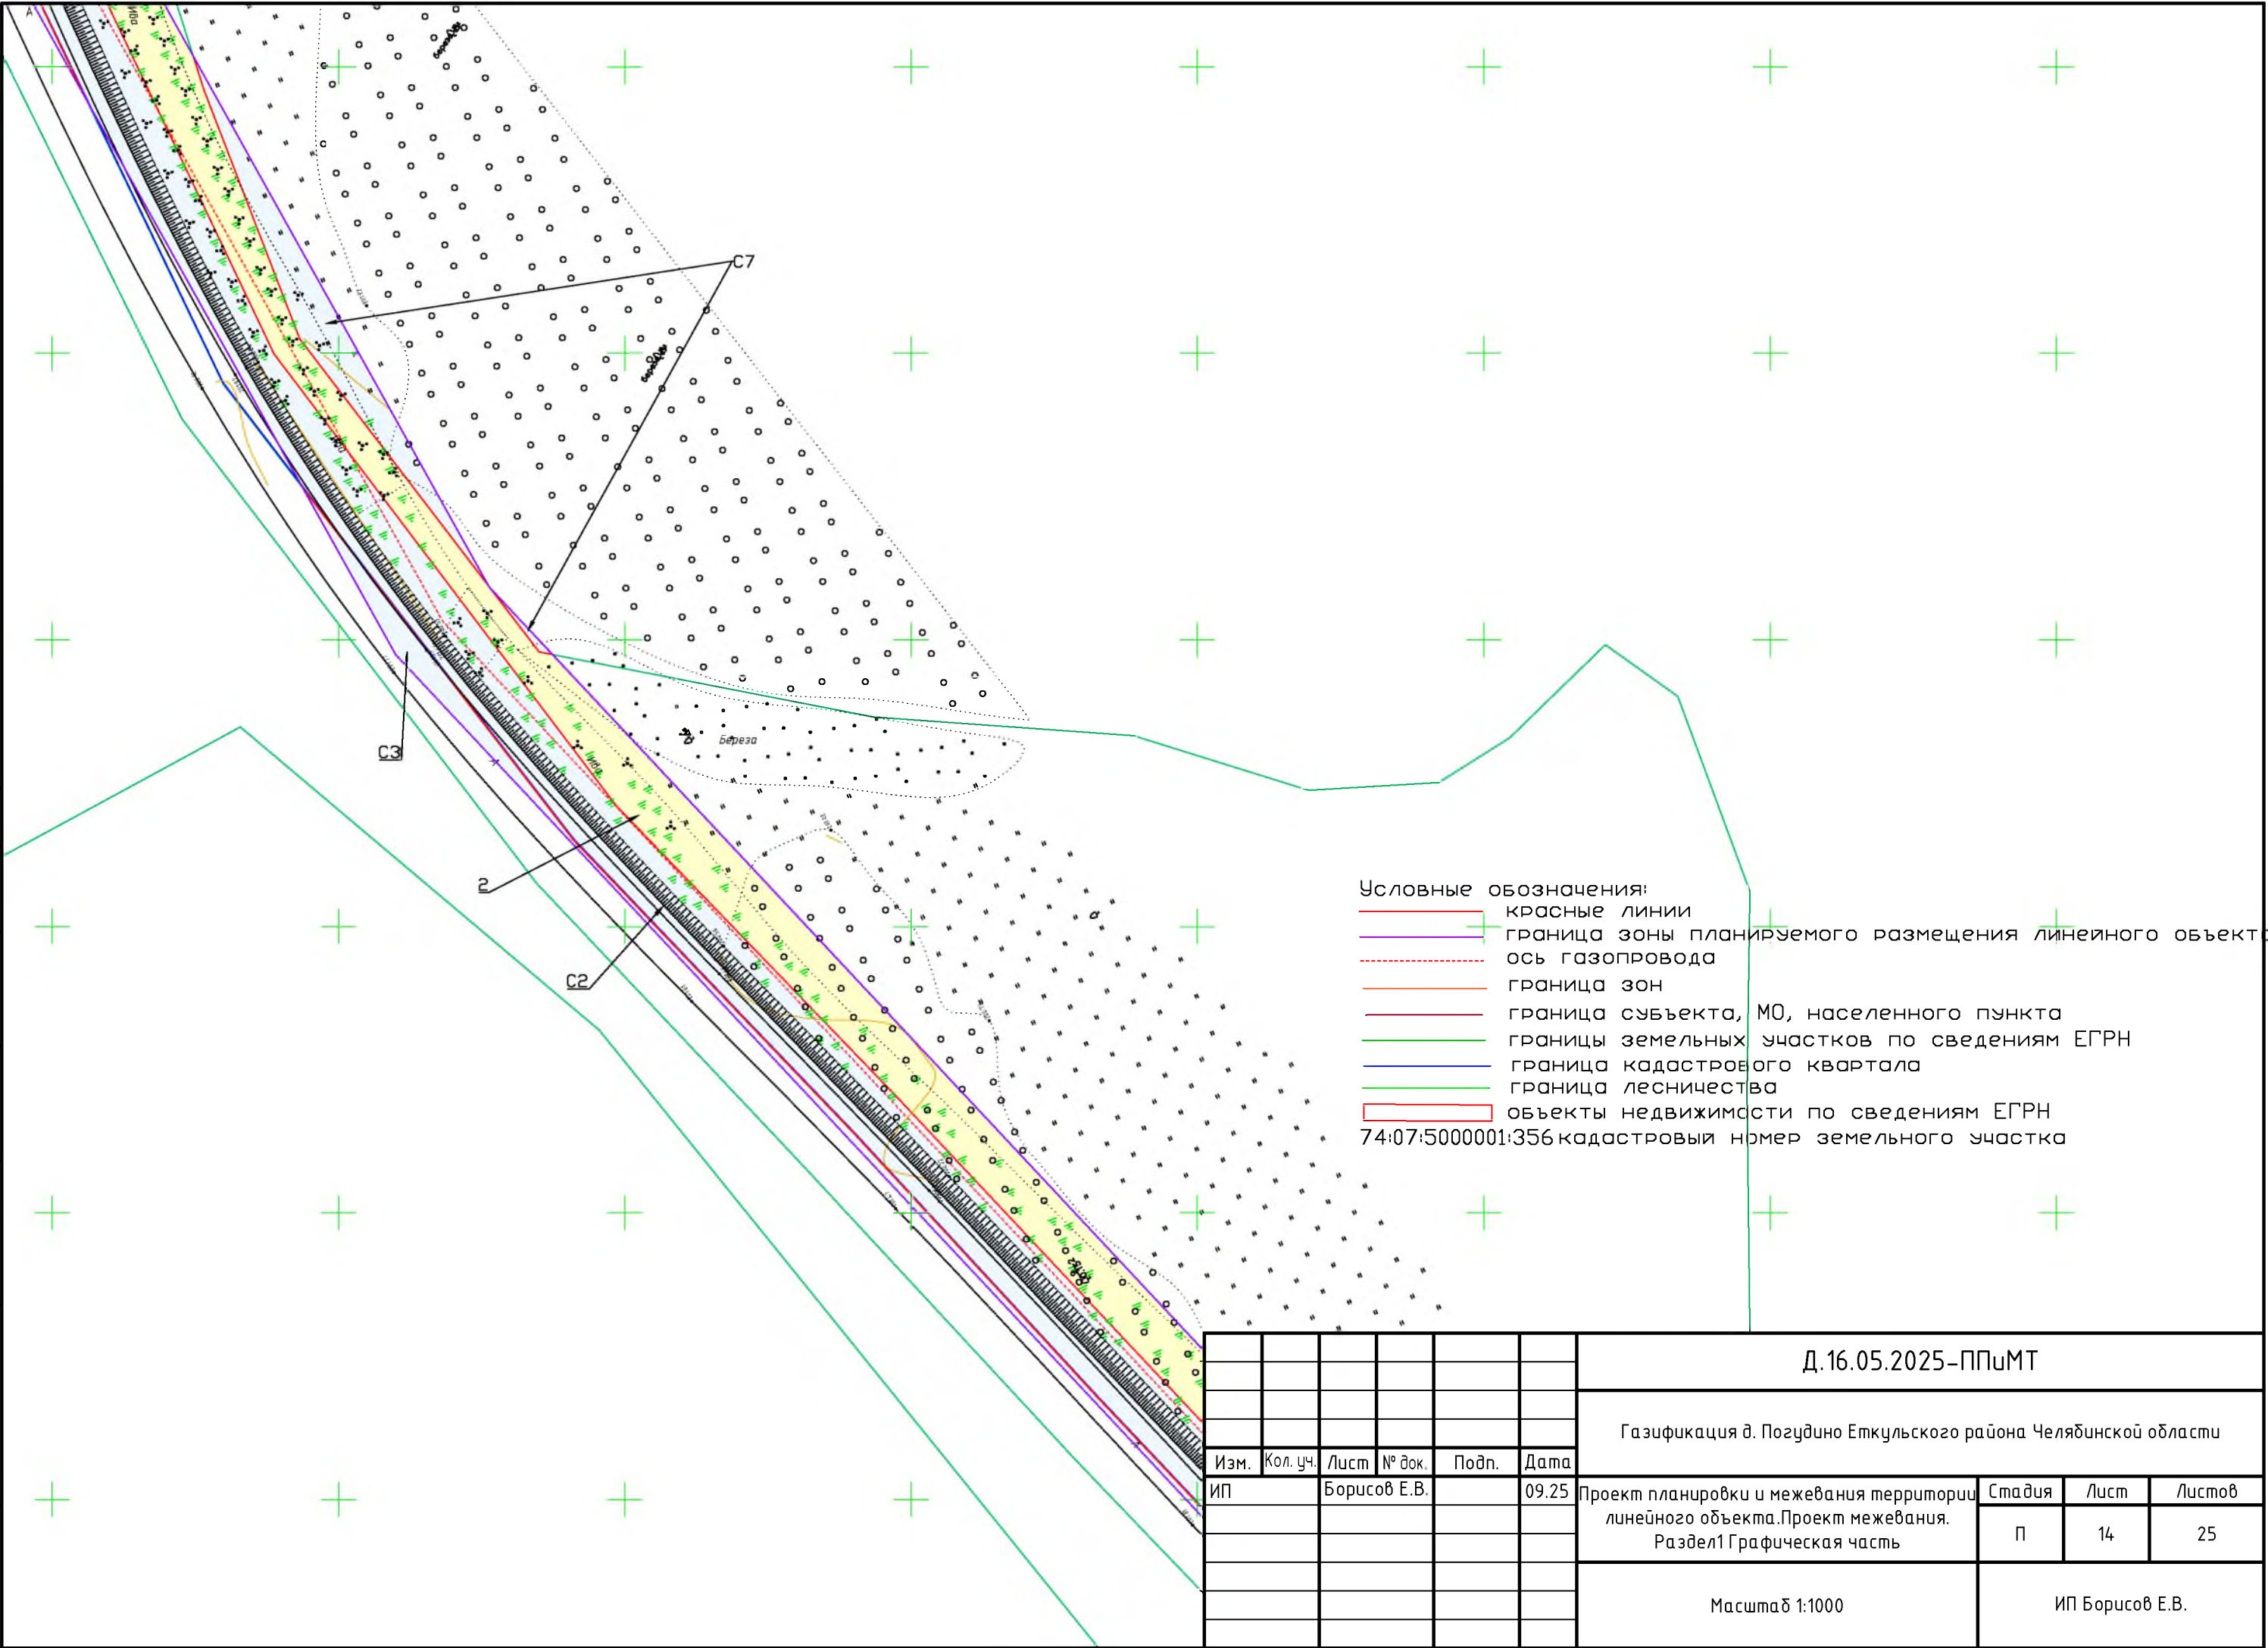 А
Ива
С7
Береза
С3
Ива
2
С2
Условные обозначения:
красные линии
граница зоны планируемого размещения линейного объекта
ось газопровода
граница зон
граница субъекта, МО, населенного пункта
границы земельных участков по сведениям ЕГРН
граница кадастрового квартала
граница лесничества
объекты недвижимости по сведениям ЕГРН
74:07:5000001:356 кадастровый номер земельного участка
Д.16.05.2025-ППиМТ
Газификация д. Погудино Еткульского района Челябинской области
Изм. Кол. уч. Лист № док. Подп. Дата
ИП Борисов Е.В. 09.25
Проект планировки и межевания территории
линейного объекта.Проект межевания.
Раздел1 Графическая часть
Стадия Лист Листов
П 14 25
Масштаб 1:1000
ИП Борисов Е.В.